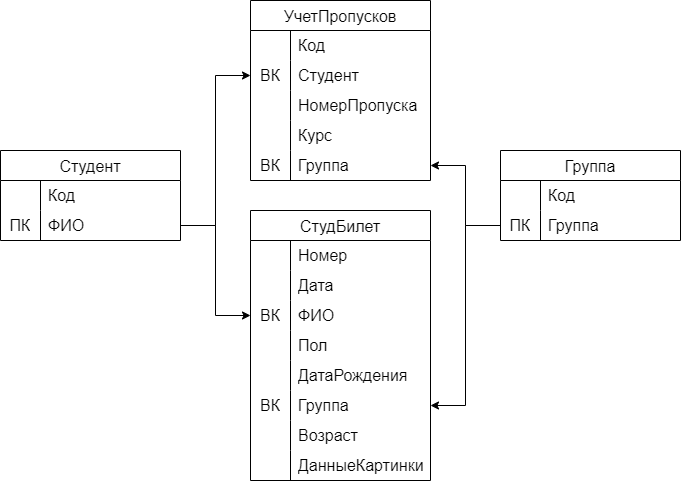 УчетПропусков
Код
ВК Студент
НомерПропуска
Курс
ВК Группа
Студент
Код
ПК ФИО
Группа
Код
ПК Группа
СтудБилет
Номер
Дата
ВК ФИО
Пол
ДатаРождения
ВК Группа
Возраст
ДанныеКартинки